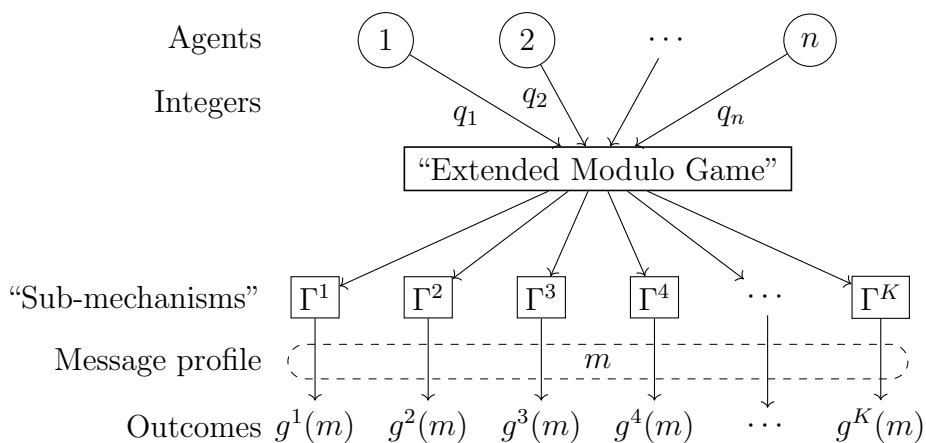 Agents 1 2 ⋯ n
Integers q₁ q₂ qₙ
“Extended Modulo Game”
“Sub-mechanisms” Γ¹ Γ² Γ³ Γ⁴ ⋯ Γᴷ
Message profile m
Outcomes g¹(m) g²(m) g³(m) g⁴(m) ⋯ gᴷ(m)